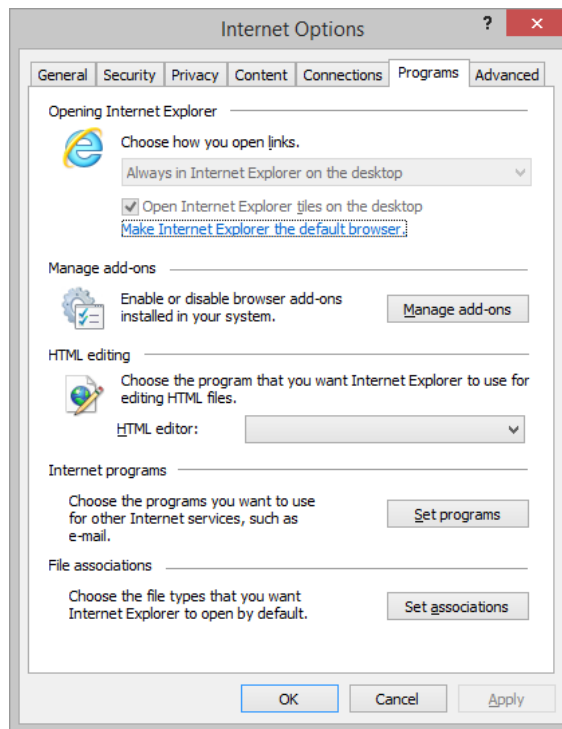 Internet Options
?
General Security Privacy Content Connections Programs Advanced
Opening Internet Explorer
Choose how you open links.
Always in Internet Explorer on the desktop
Open Internet Explorer tiles on the desktop
Make Internet Explorer the default browser.
Manage add-ons
Enable or disable browser add-ons
installed in your system.
Manage add-ons
HTML editing
Choose the program that you want Internet Explorer to use for
editing HTML files.
HTML editor:
Internet programs
Choose the programs you want to use
for other Internet services, such as
e-mail.
Set programs
File associations
Choose the file types that you want
Internet Explorer to open by default.
Set associations
OK Cancel Apply